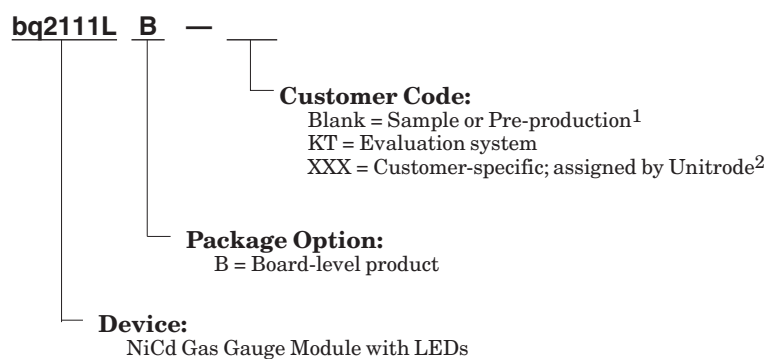 bq2111L B —
Customer Code:
Blank = Sample or Pre-production1
KT = Evaluation system
XXX = Customer-specific; assigned by Unitrode2
Package Option:
B = Board-level product
Device:
NiCd Gas Gauge Module with LEDs